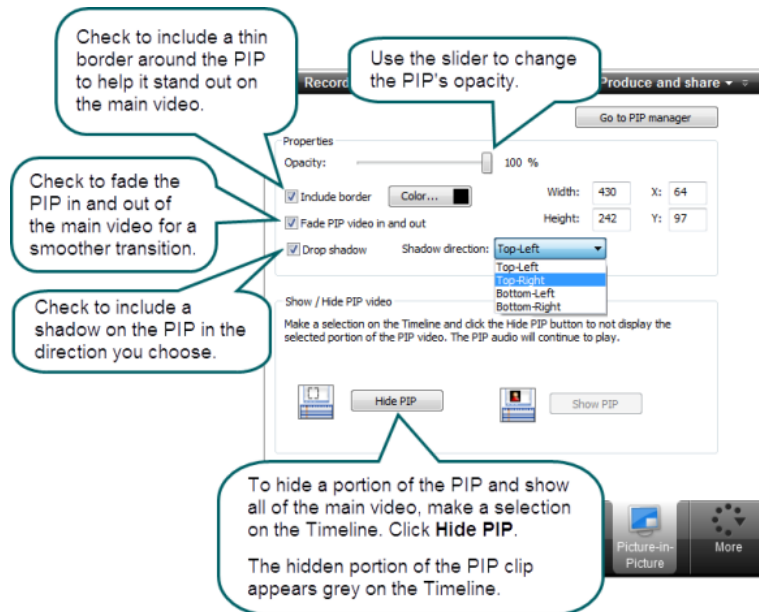 Check to include a thin
border around the PIP
to help it stand out on
the main video.
Use the slider to change
the PIP's opacity.
Record
Produce and share
Go to PIP manager
Properties
Opacity:
100 %
Check to fade the
PIP in and out of
the main video for a
smoother transition.
Include border
Color...
Width:
430
X:
64
Fade PIP video in and out
Height:
242
Y:
97
Drop shadow
Shadow direction:
Top-Left
Top-Left
Top-Right
Bottom-Left
Bottom-Right
Check to include a
shadow on the PIP in the
direction you choose.
Show / Hide PIP video
Make a selection on the Timeline and click the Hide PIP button to not display the
selected portion of the PIP video. The PIP audio will continue to play.
Hide PIP
Show PIP
To hide a portion of the PIP and show
all of the main video, make a selection
on the Timeline. Click Hide PIP.
The hidden portion of the PIP clip
appears grey on the Timeline.
Picture-in-
Picture
More